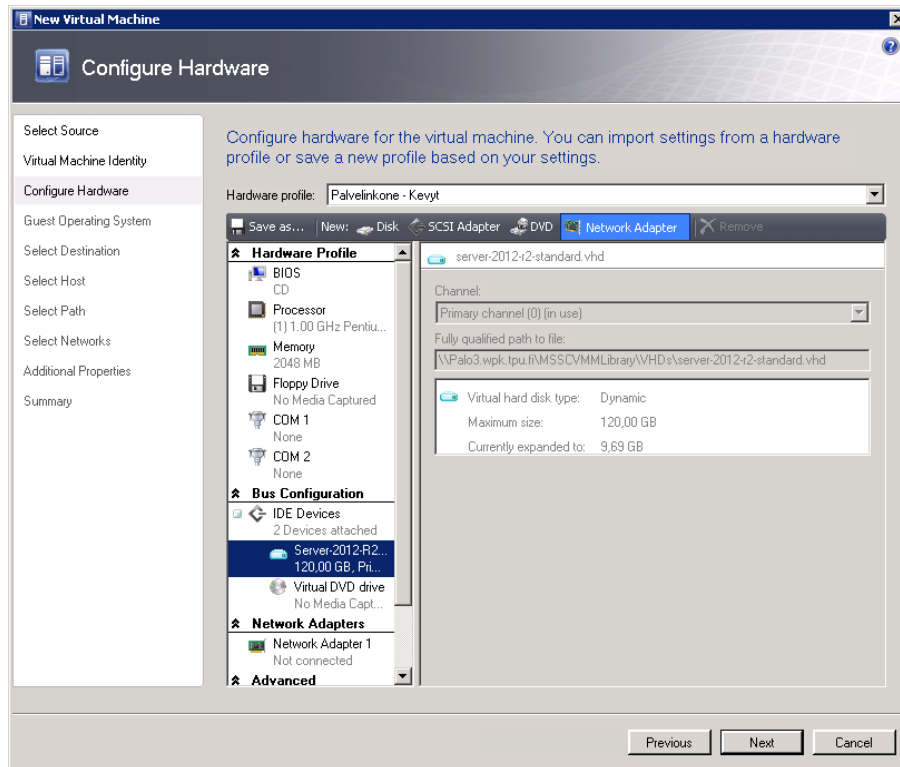 New Virtual Machine
Configure Hardware
Select Source
Virtual Machine Identity
Configure Hardware
Guest Operating System
Select Destination
Select Host
Select Path
Select Networks
Additional Properties
Summary
Configure hardware for the virtual machine. You can import settings from a hardware
profile or save a new profile based on your settings.
Hardware profile: Palvelinkone - Kevyt
Save as... New: Disk SCSI Adapter DVD Network Adapter Remove
Hardware Profile
BIOS
CD
Processor
(1) 1.00 GHz Pentiu...
Memory
2048 MB
Floppy Drive
No Media Captured
COM 1
None
COM 2
None
Bus Configuration
IDE Devices
2 Devices attached
Server-2012-R2...
120,00 GB, Pri...
Virtual DVD drive
No Media Capt...
Network Adapters
Network Adapter 1
Not connected
Advanced
server-2012-r2-standard.vhd
Channel:
Primary channel (0) (in use)
Fully qualified path to file:
\\Palo3.wpk.tpu.fi\MSSCVMMLibrary\VHDs\server-2012-r2-standard.vhd
Virtual hard disk type: Dynamic
Maximum size: 120,00 GB
Currently expanded to: 9,69 GB
Previous Next Cancel